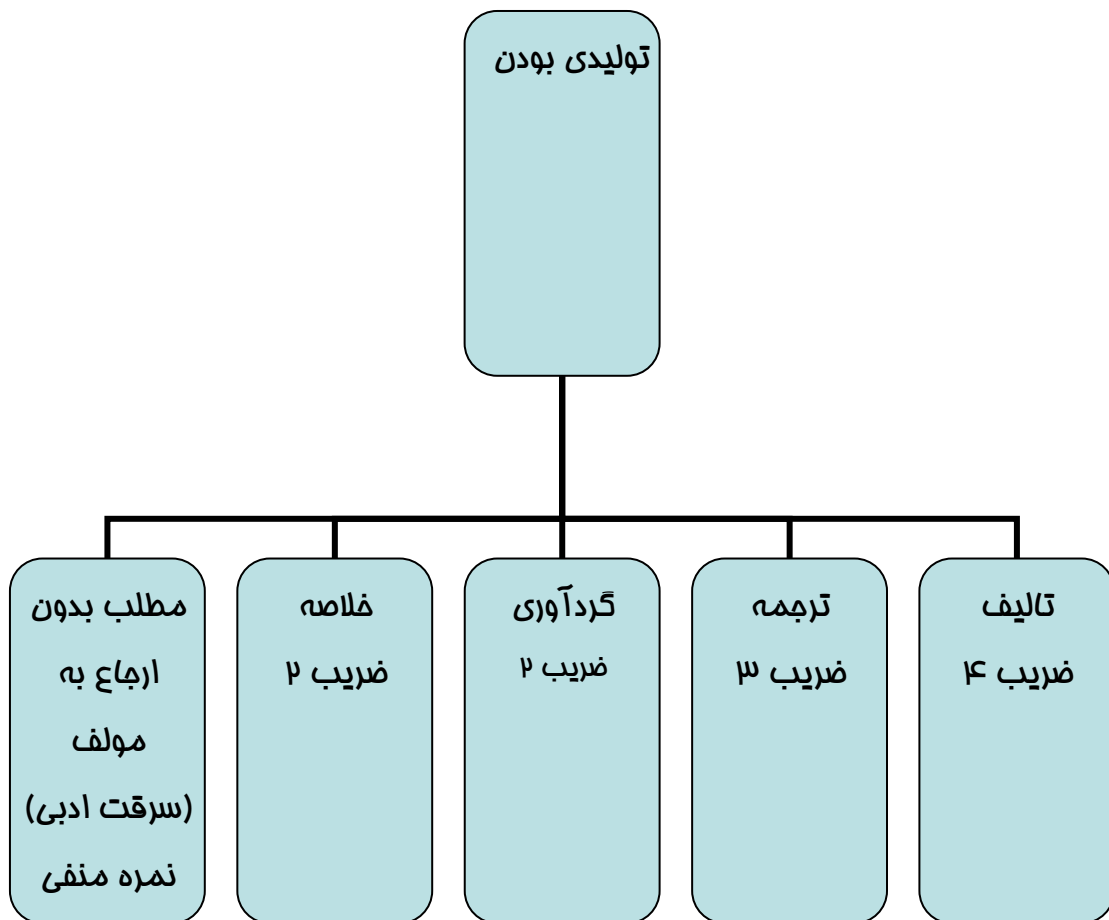 تولیدی بودن
تالیف
ضریب ۴
ترجمه
ضریب ۳
گردآوری
ضریب ۲
خلاصه
ضریب ۲
مطلب بدون
ارجاع به
مولف
(سرقت ادبی)
نمره منفی